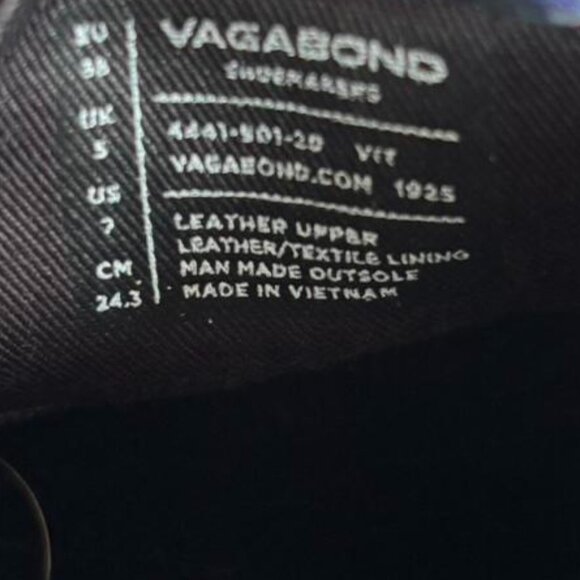 EU
38
UK
5
US
7
CM
24.3
VAGABOND
SHOEMAKERS
4441-501-20 VIT
VAGABOND.COM 1925
LEATHER UPPER
LEATHER/TEXTILE LINING
MAN MADE OUTSOLE
MADE IN VIETNAM